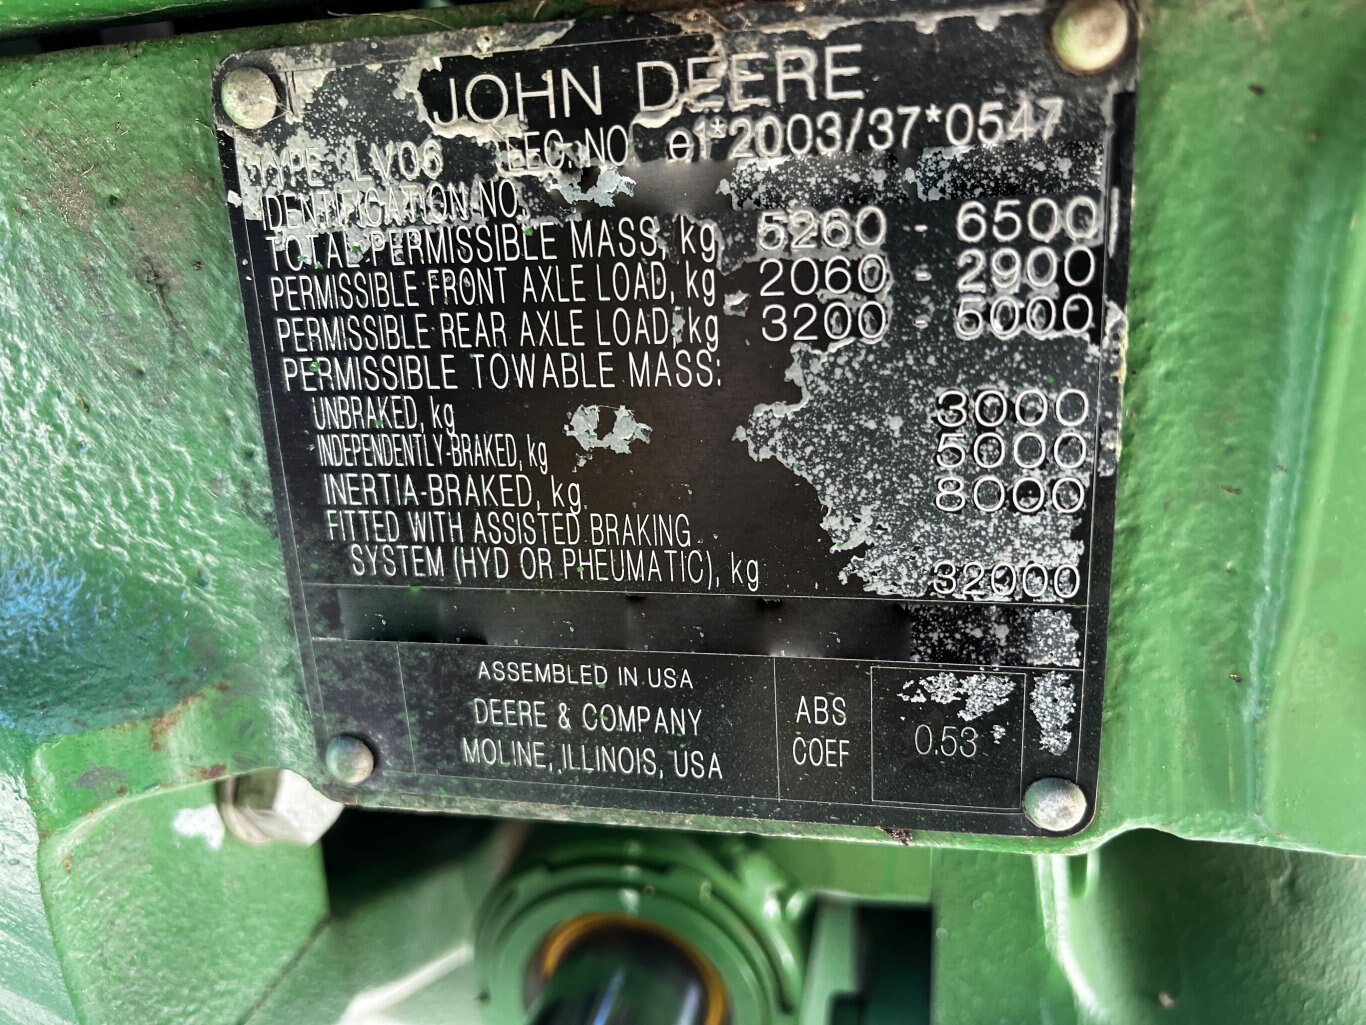 JOHN DEERE
TYPE LV06 EEC. NO. e1*2003/37*0547
IDENTIFICATION NO.
TOTAL PERMISSIBLE MASS, kg 5260 - 6500
PERMISSIBLE FRONT AXLE LOAD, kg 2060 - 2900
PERMISSIBLE REAR AXLE LOAD, kg 3200 - 5000
PERMISSIBLE TOWABLE MASS:
UNBRAKED, kg 3000
INDEPENDENTLY-BRAKED, kg 5000
INERTIA-BRAKED, kg 8000
FITTED WITH ASSISTED BRAKING
SYSTEM (HYD OR PHEUMATIC), kg 32000
ASSEMBLED IN USA
DEERE & COMPANY
MOLINE, ILLINOIS, USA
ABS
COEF
0.53